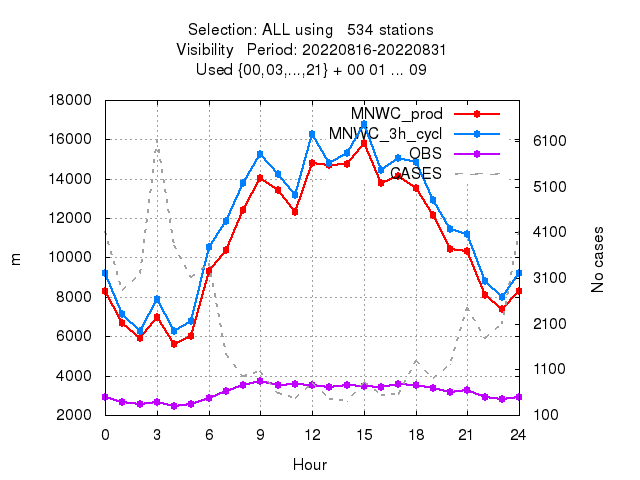 Selection: ALL using 534 stations
Visibility Period: 20220816-20220831
Used {00,03,...,21} + 00 01 ... 09
MNWC_prod
MNWC_3h_cycl
OBS
CASES
18000
16000
14000
12000
10000
8000
6000
4000
2000
m
6100
5100
4100
3100
2100
1100
100
No cases
0 3 6 9 12 15 18 21 24
Hour